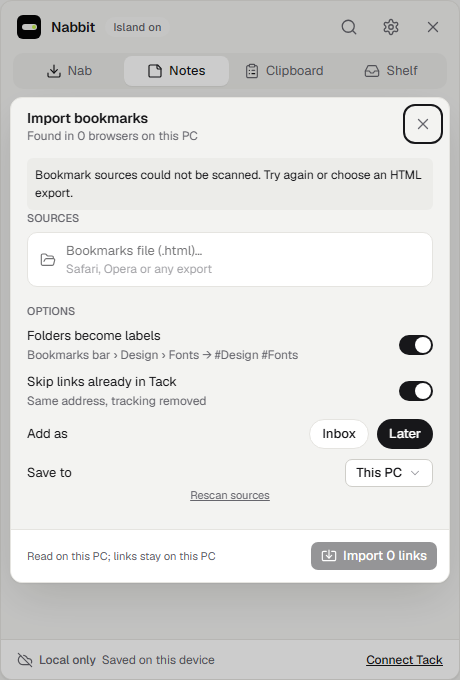 Nabbit Island on
Nab Notes Clipboard Shelf
Import bookmarks
Found in 0 browsers on this PC
Bookmark sources could not be scanned. Try again or choose an HTML
export.
SOURCES
Bookmarks file (.html)...
Safari, Opera or any export
OPTIONS
Folders become labels
Bookmarks bar › Design › Fonts → #Design #Fonts
Skip links already in Tack
Same address, tracking removed
Add as Inbox Later
Save to This PC
Rescan sources
Read on this PC; links stay on this PC Import 0 links
Local only Saved on this device Connect Tack